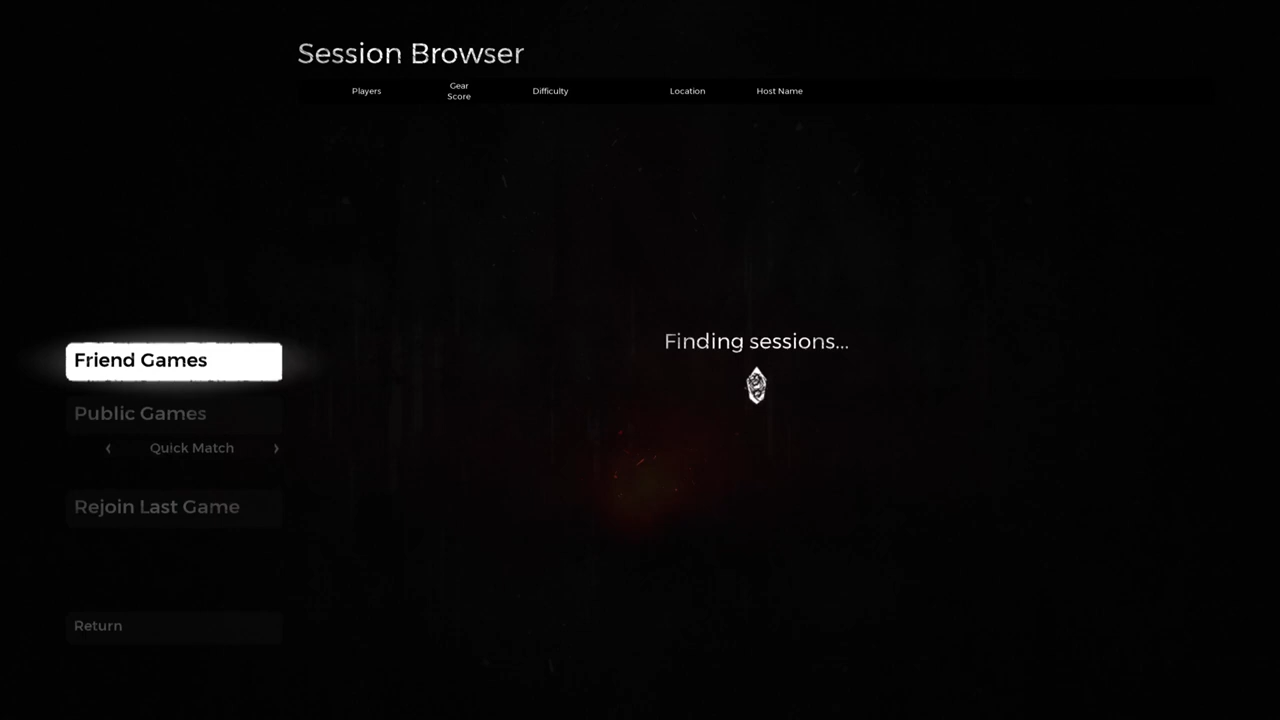 Session Browser
Players
Gear
Score
Difficulty
Location
Host Name
Finding sessions...
Friend Games
Public Games
‹ Quick Match ›
Rejoin Last Game
Return